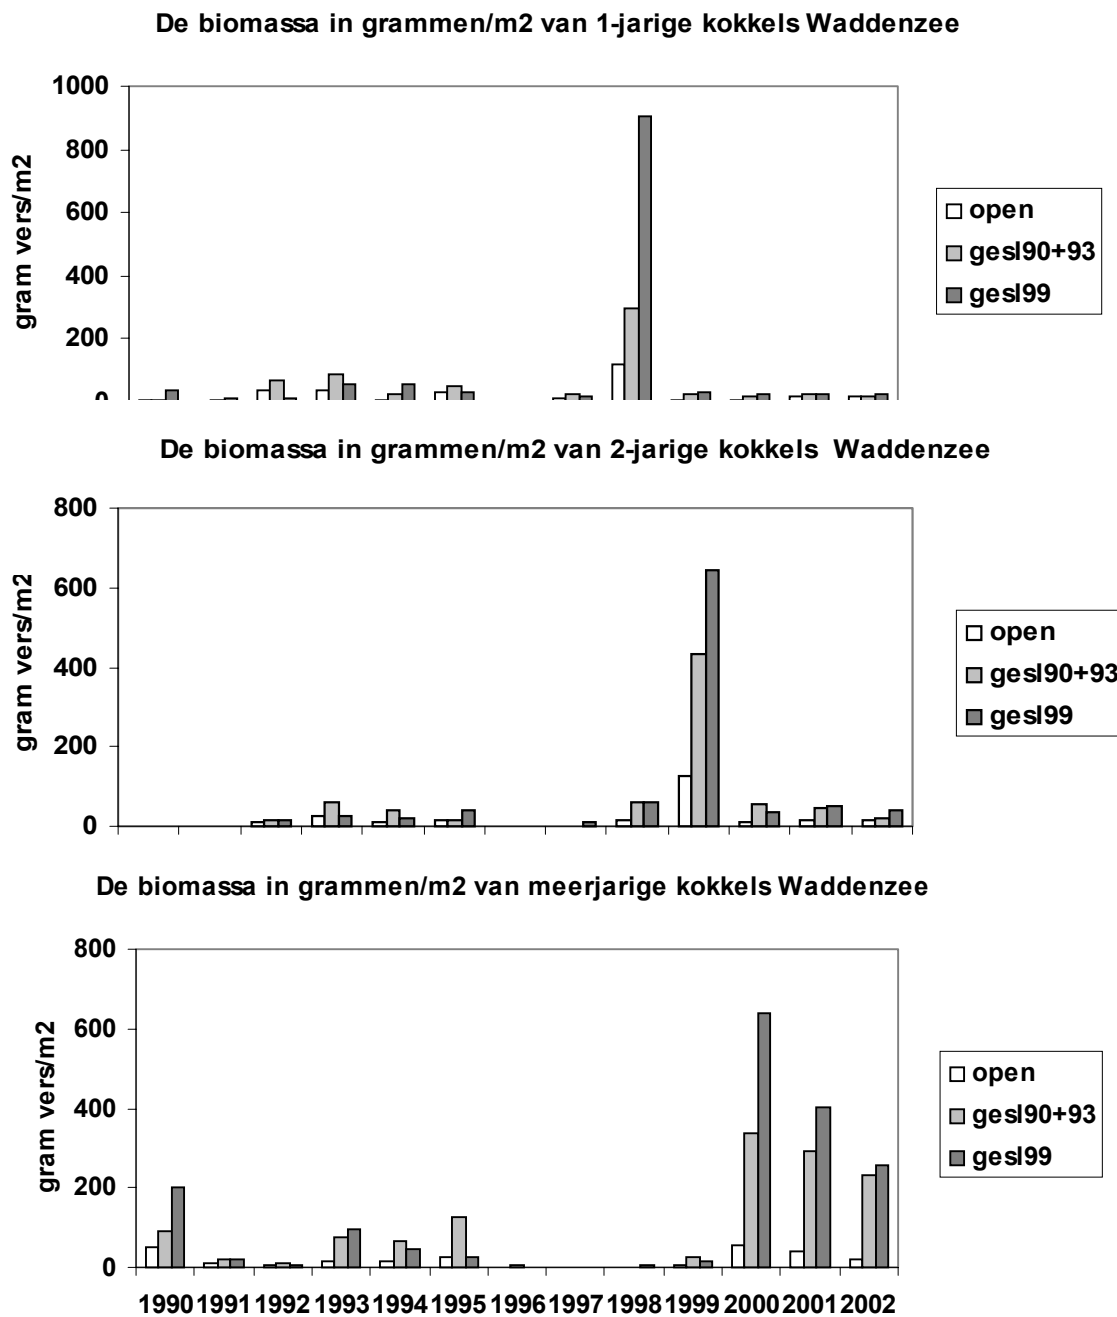 De biomassa in grammen/m2 van 1-jarige kokkels Waddenzee
gram vers/m2
1000
800
600
400
200
0
open
gesl90+93
gesl99
De biomassa in grammen/m2 van 2-jarige kokkels Waddenzee
gram vers/m2
800
600
400
200
0
open
gesl90+93
gesl99
De biomassa in grammen/m2 van meerjarige kokkels Waddenzee
gram vers/m2
800
600
400
200
0
open
gesl90+93
gesl99
1990 1991 1992 1993 1994 1995 1996 1997 1998 1999 2000 2001 2002